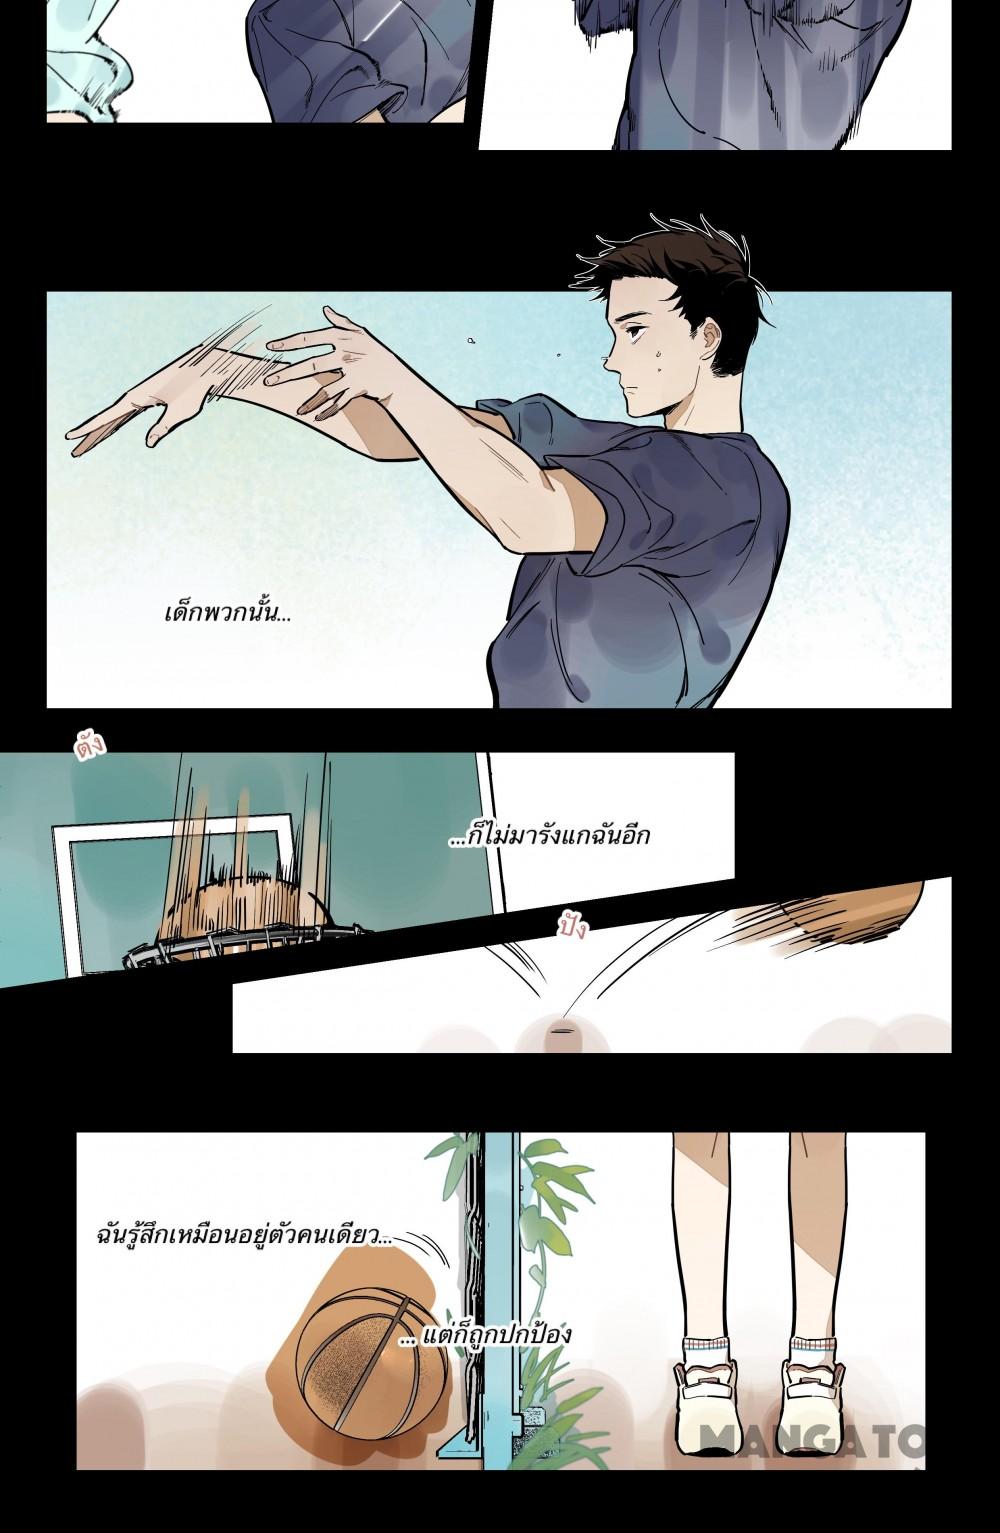 เด็กพวกนั้น...
ตัง
...ก็ไม่มารังแกฉันอีก
ปัง
ฉันรู้สึกเหมือนอยู่ตัวคนเดียว...
... แต่ก็ถูกปกป้อง
MANGATO